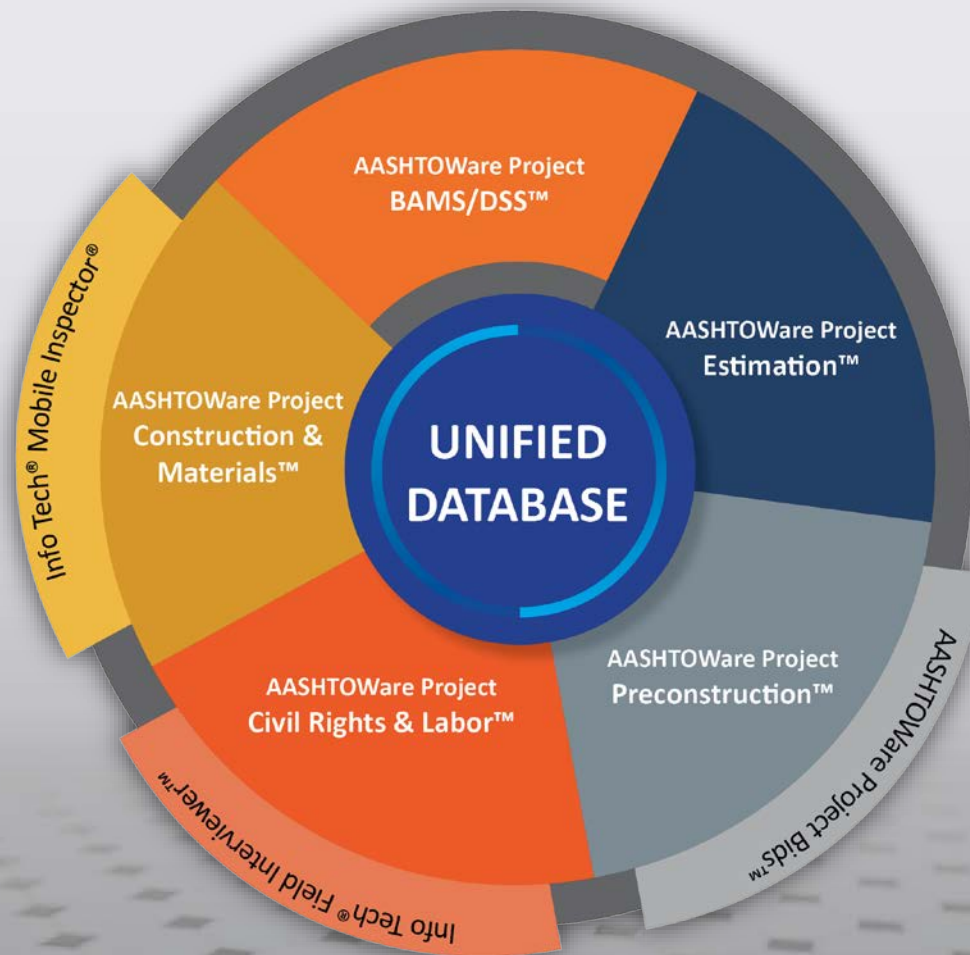 AASHTOWare Project
BAMS/DSS™
AASHTOWare Project
Estimation™
AASHTOWare Project
Preconstruction™
AASHTOWare Project Bids™
AASHTOWare Project
Civil Rights & Labor™
Info Tech® Field Interviewer™
AASHTOWare Project
Construction &
Materials™
Info Tech® Mobile Inspector®
UNIFIED
DATABASE